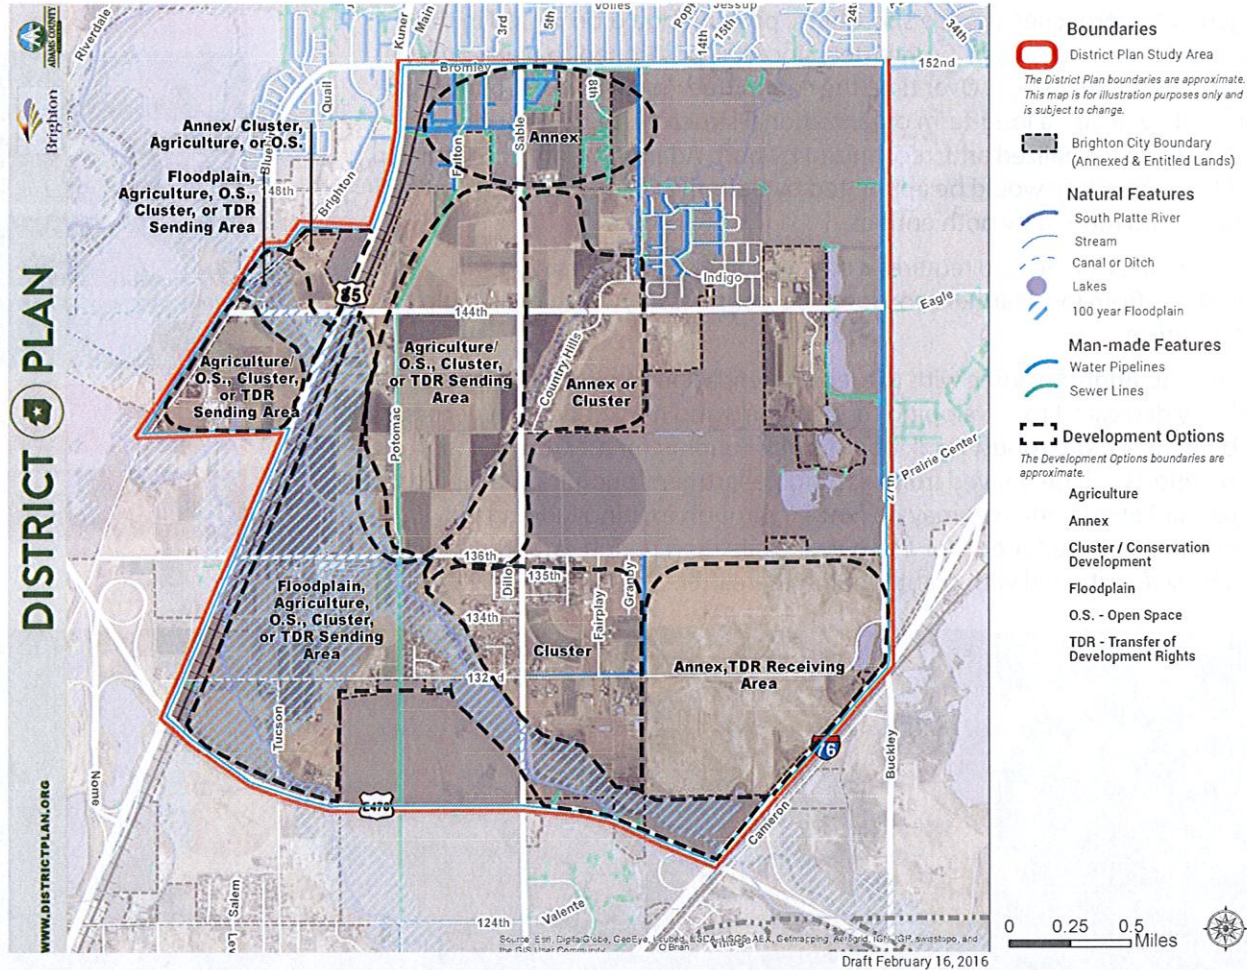 ADAMS COUNTY
Brighton
DISTRICT PLAN
WWW.DISTRICTPLAN.ORG
Riverdale
Kuner
Main
3rd
5th
Voiles
Jessup
14th
15th
24th
34th
Bromley
152nd
Quail
8th
Annex/ Cluster,
Agriculture, or O.S.
Sable
Annex
Fulton
Floodplain,
Agriculture, O.S.,
Cluster, or TDR
Sending Area
148th
Brighton
85
Indigo
Eagle
144th
Agriculture/
O.S., Cluster,
or TDR
Sending Area
Agriculture/
O.S., Cluster,
or TDR Sending
Area
Country Hills
Annex or
Cluster
Potomac
Prairie Center
27th
136th
Floodplain,
Agriculture,
O.S., Cluster,
or TDR Sending
Area
135th
134th
Fairplay
Granby
Cluster
Annex, TDR Receiving
Area
132
Tucson
76
Buckley
Nome
E470
Cameron
Salem
124th
Valente
O'Brian
Village
Draft February 16, 2016
Boundaries
District Plan Study Area
The District Plan boundaries are approximate.
This map is for illustration purposes only and
is subject to change.
Brighton City Boundary
(Annexed & Entitled Lands)
Natural Features
South Platte River
Stream
Canal or Ditch
Lakes
100 year Floodplain
Man-made Features
Water Pipelines
Sewer Lines
Development Options
The Development Options boundaries are
approximate.
Agriculture
Annex
Cluster / Conservation
Development
Floodplain
O.S. - Open Space
TDR - Transfer of
Development Rights
0 0.25 0.5
Miles